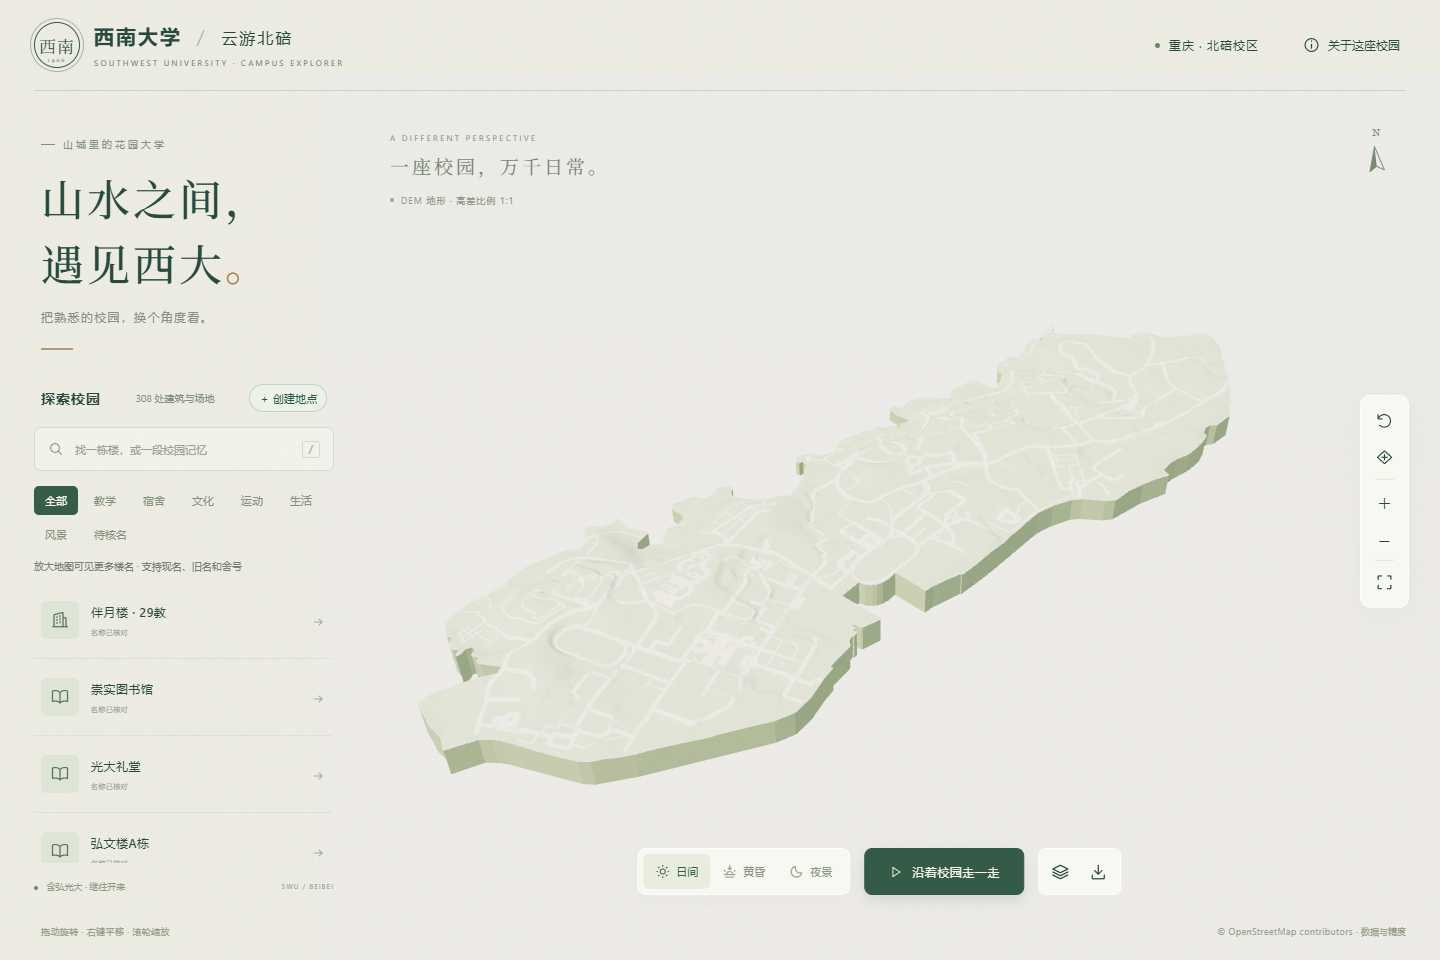 西南
1906
西南大学 / 云游北碚
SOUTHWEST UNIVERSITY · CAMPUS EXPLORER
重庆 · 北碚校区
关于这座校园
山城里的花园大学
山水之间，
遇见西大。
把熟悉的校园，换个角度看。
探索校园
308 处建筑与场地
+ 创建地点
找一栋楼，或一段校园记忆
/
全部 教学 宿舍 文化 运动 生活
风景 待核名
放大地图可见更多楼名 · 支持现名、旧名和舍号
伴月楼 · 29教
名称已核对
崇实图书馆
名称已核对
光大礼堂
名称已核对
弘文楼A栋
名称已核对
含弘光大 · 继往开来
SWU / BEIBEI
拖动旋转 · 右键平移 · 滚轮缩放
A DIFFERENT PERSPECTIVE
一座校园，万千日常。
DEM 地形 · 高差比例 1:1
N
日间 黄昏 夜景
沿着校园走一走
© OpenStreetMap contributors · 数据与精度